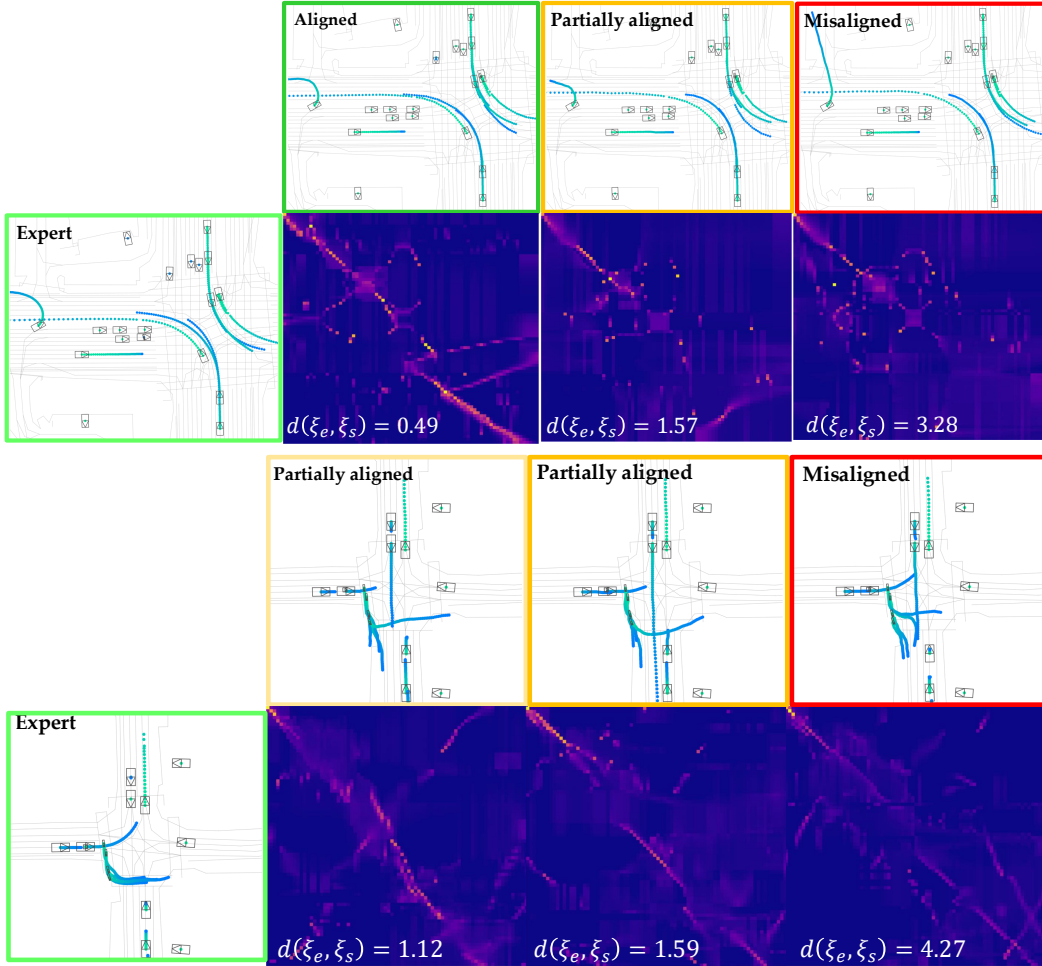 Aligned
Partially aligned
Misaligned
Expert
d(ξₑ, ξₛ) = 0.49
d(ξₑ, ξₛ) = 1.57
d(ξₑ, ξₛ) = 3.28
Partially aligned
Partially aligned
Misaligned
Expert
d(ξₑ, ξₛ) = 1.12
d(ξₑ, ξₛ) = 1.59
d(ξₑ, ξₛ) = 4.27